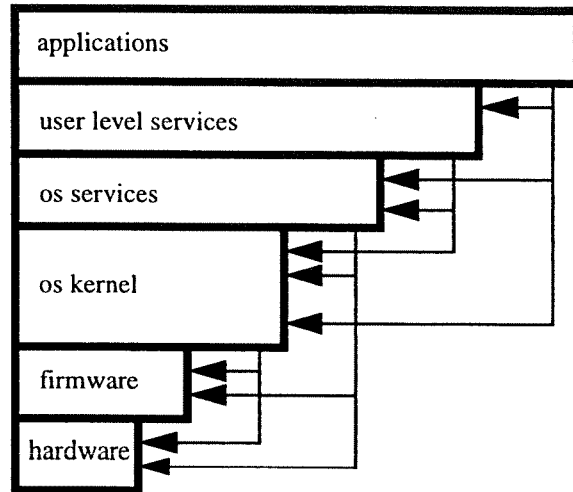 applications
user level services
os services
os kernel
firmware
hardware